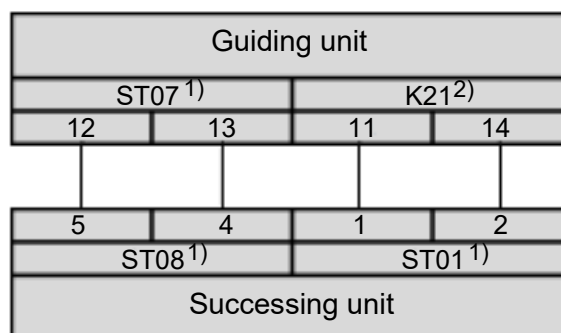 Guiding unit
ST07 1) K21 2)
12 13 11 14
5 4 1 2
ST08 1) ST01 1)
Successing unit